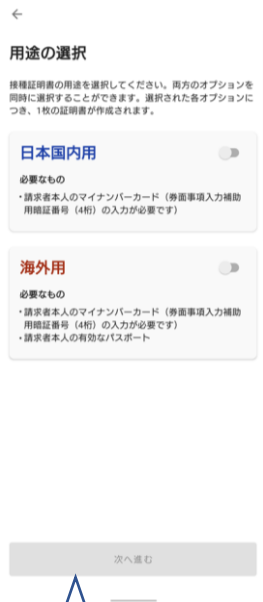 用途の選択
接種証明書の用途を選択してください。両方のオプションを
同時に選択することができます。選択された各オプションに
つき、1枚の証明書が作成されます。
日本国内用
必要なもの
・請求者本人のマイナンバーカード（券面事項入力補助
用暗証番号（4桁）の入力が必要です）
海外用
必要なもの
・請求者本人のマイナンバーカード（券面事項入力補助
用暗証番号（4桁）の入力が必要です）
・請求者本人の有効なパスポート
次へ進む